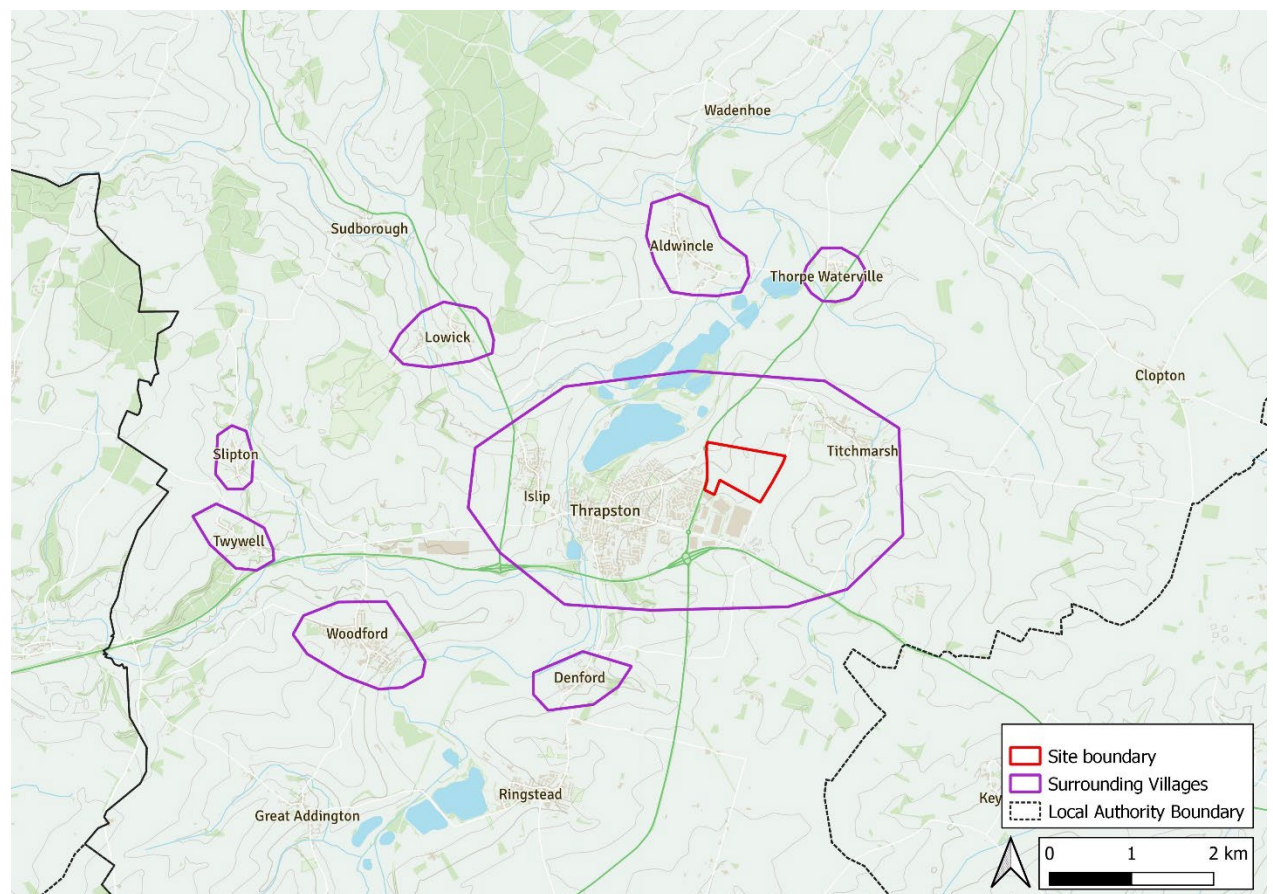 Wadenhoe
Sudborough
Aldwincle
Thorpe Waterville
Lowick
Clopton
Slipton
Titchmarsh
Islip
Thrapston
Twywell
Woodford
Denford
Ringstead
Great Addington
Key
Site boundary
Surrounding Villages
Local Authority Boundary
0 1 2 km